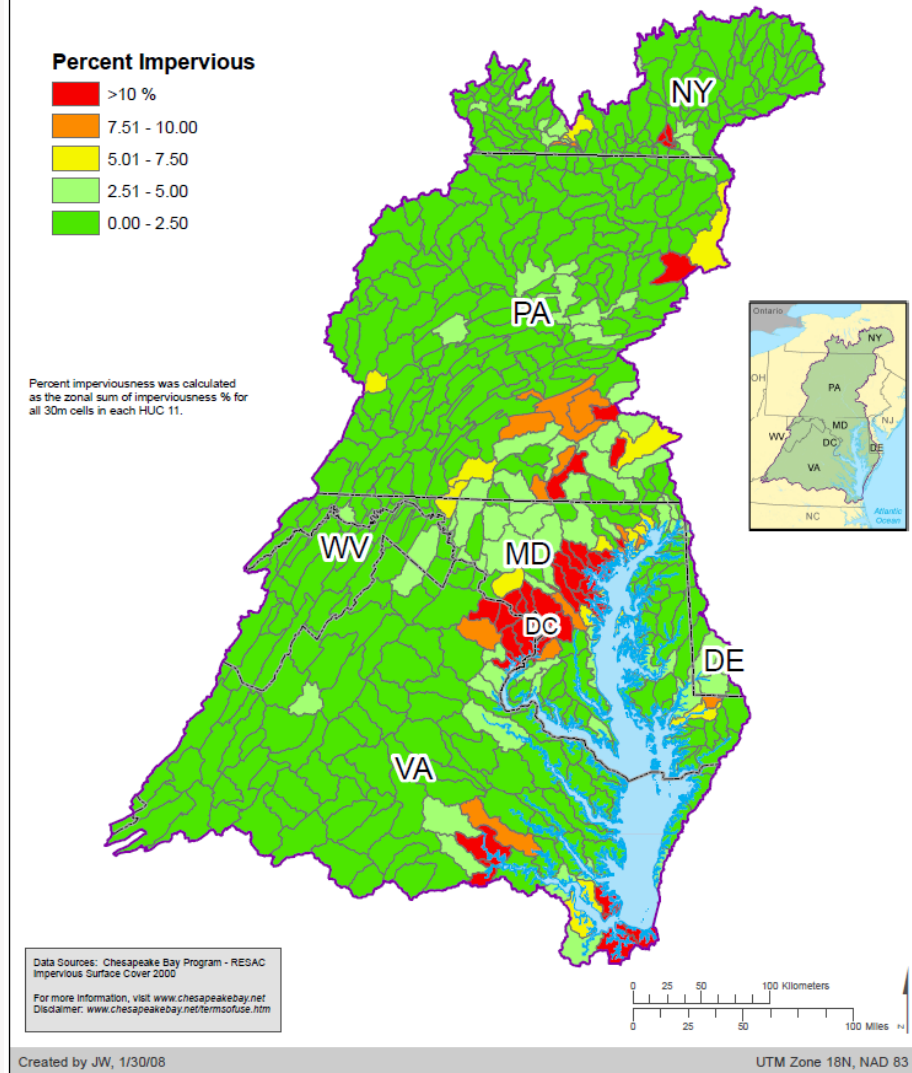 Percent Impervious
>10 %
7.51 - 10.00
5.01 - 7.50
2.51 - 5.00
0.00 - 2.50
NY
PA
Percent imperviousness was calculated
as the zonal sum of imperviousness % for
all 30m cells in each HUC 11.
WV
MD
DC
DE
VA
Ontario
NY
OH
PA
NJ
MD
WV
DC
DE
VA
NC
Atlantic
Ocean
Data Sources: Chesapeake Bay Program - RESAC
Impervious Surface Cover 2000
For more information, visit www.chesapeakebay.net
Disclaimer: www.chesapeakebay.net/termsofuse.htm
0 25 50 100 Kilometers
0 25 50 100 Miles
N
Created by JW, 1/30/08
UTM Zone 18N, NAD 83